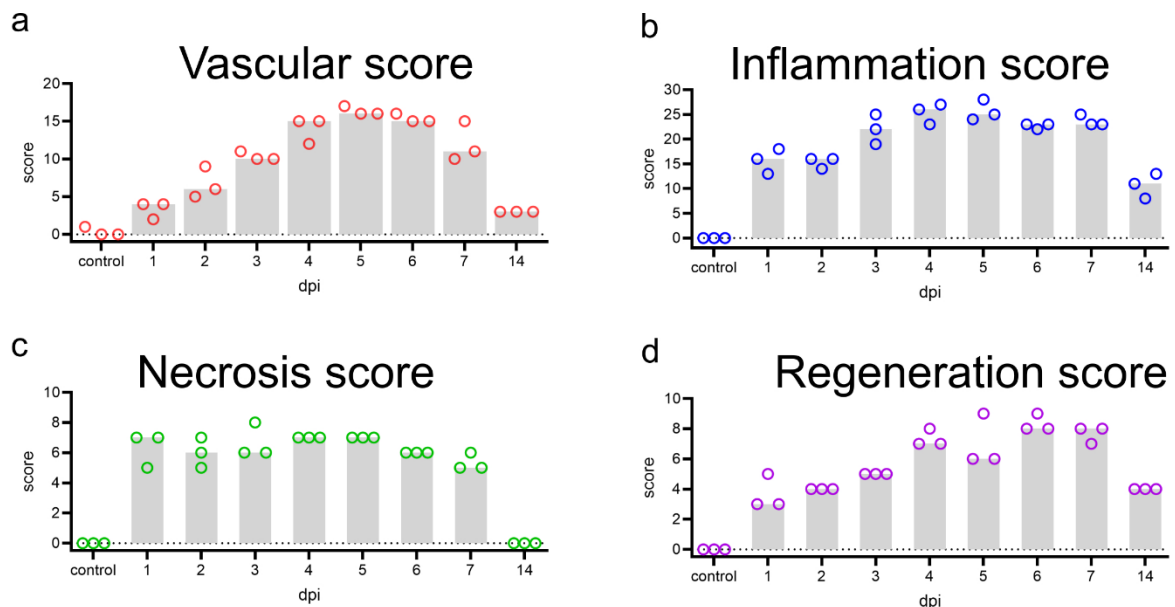 a
Vascular score
20
15
10
5
0
score
control 1 2 3 4 5 6 7 14
dpi
b
Inflammation score
30
25
20
15
10
5
0
score
control 1 2 3 4 5 6 7 14
dpi
c
Necrosis score
10
8
6
4
2
0
score
control 1 2 3 4 5 6 7 14
dpi
d
Regeneration score
10
8
6
4
2
0
score
control 1 2 3 4 5 6 7 14
dpi